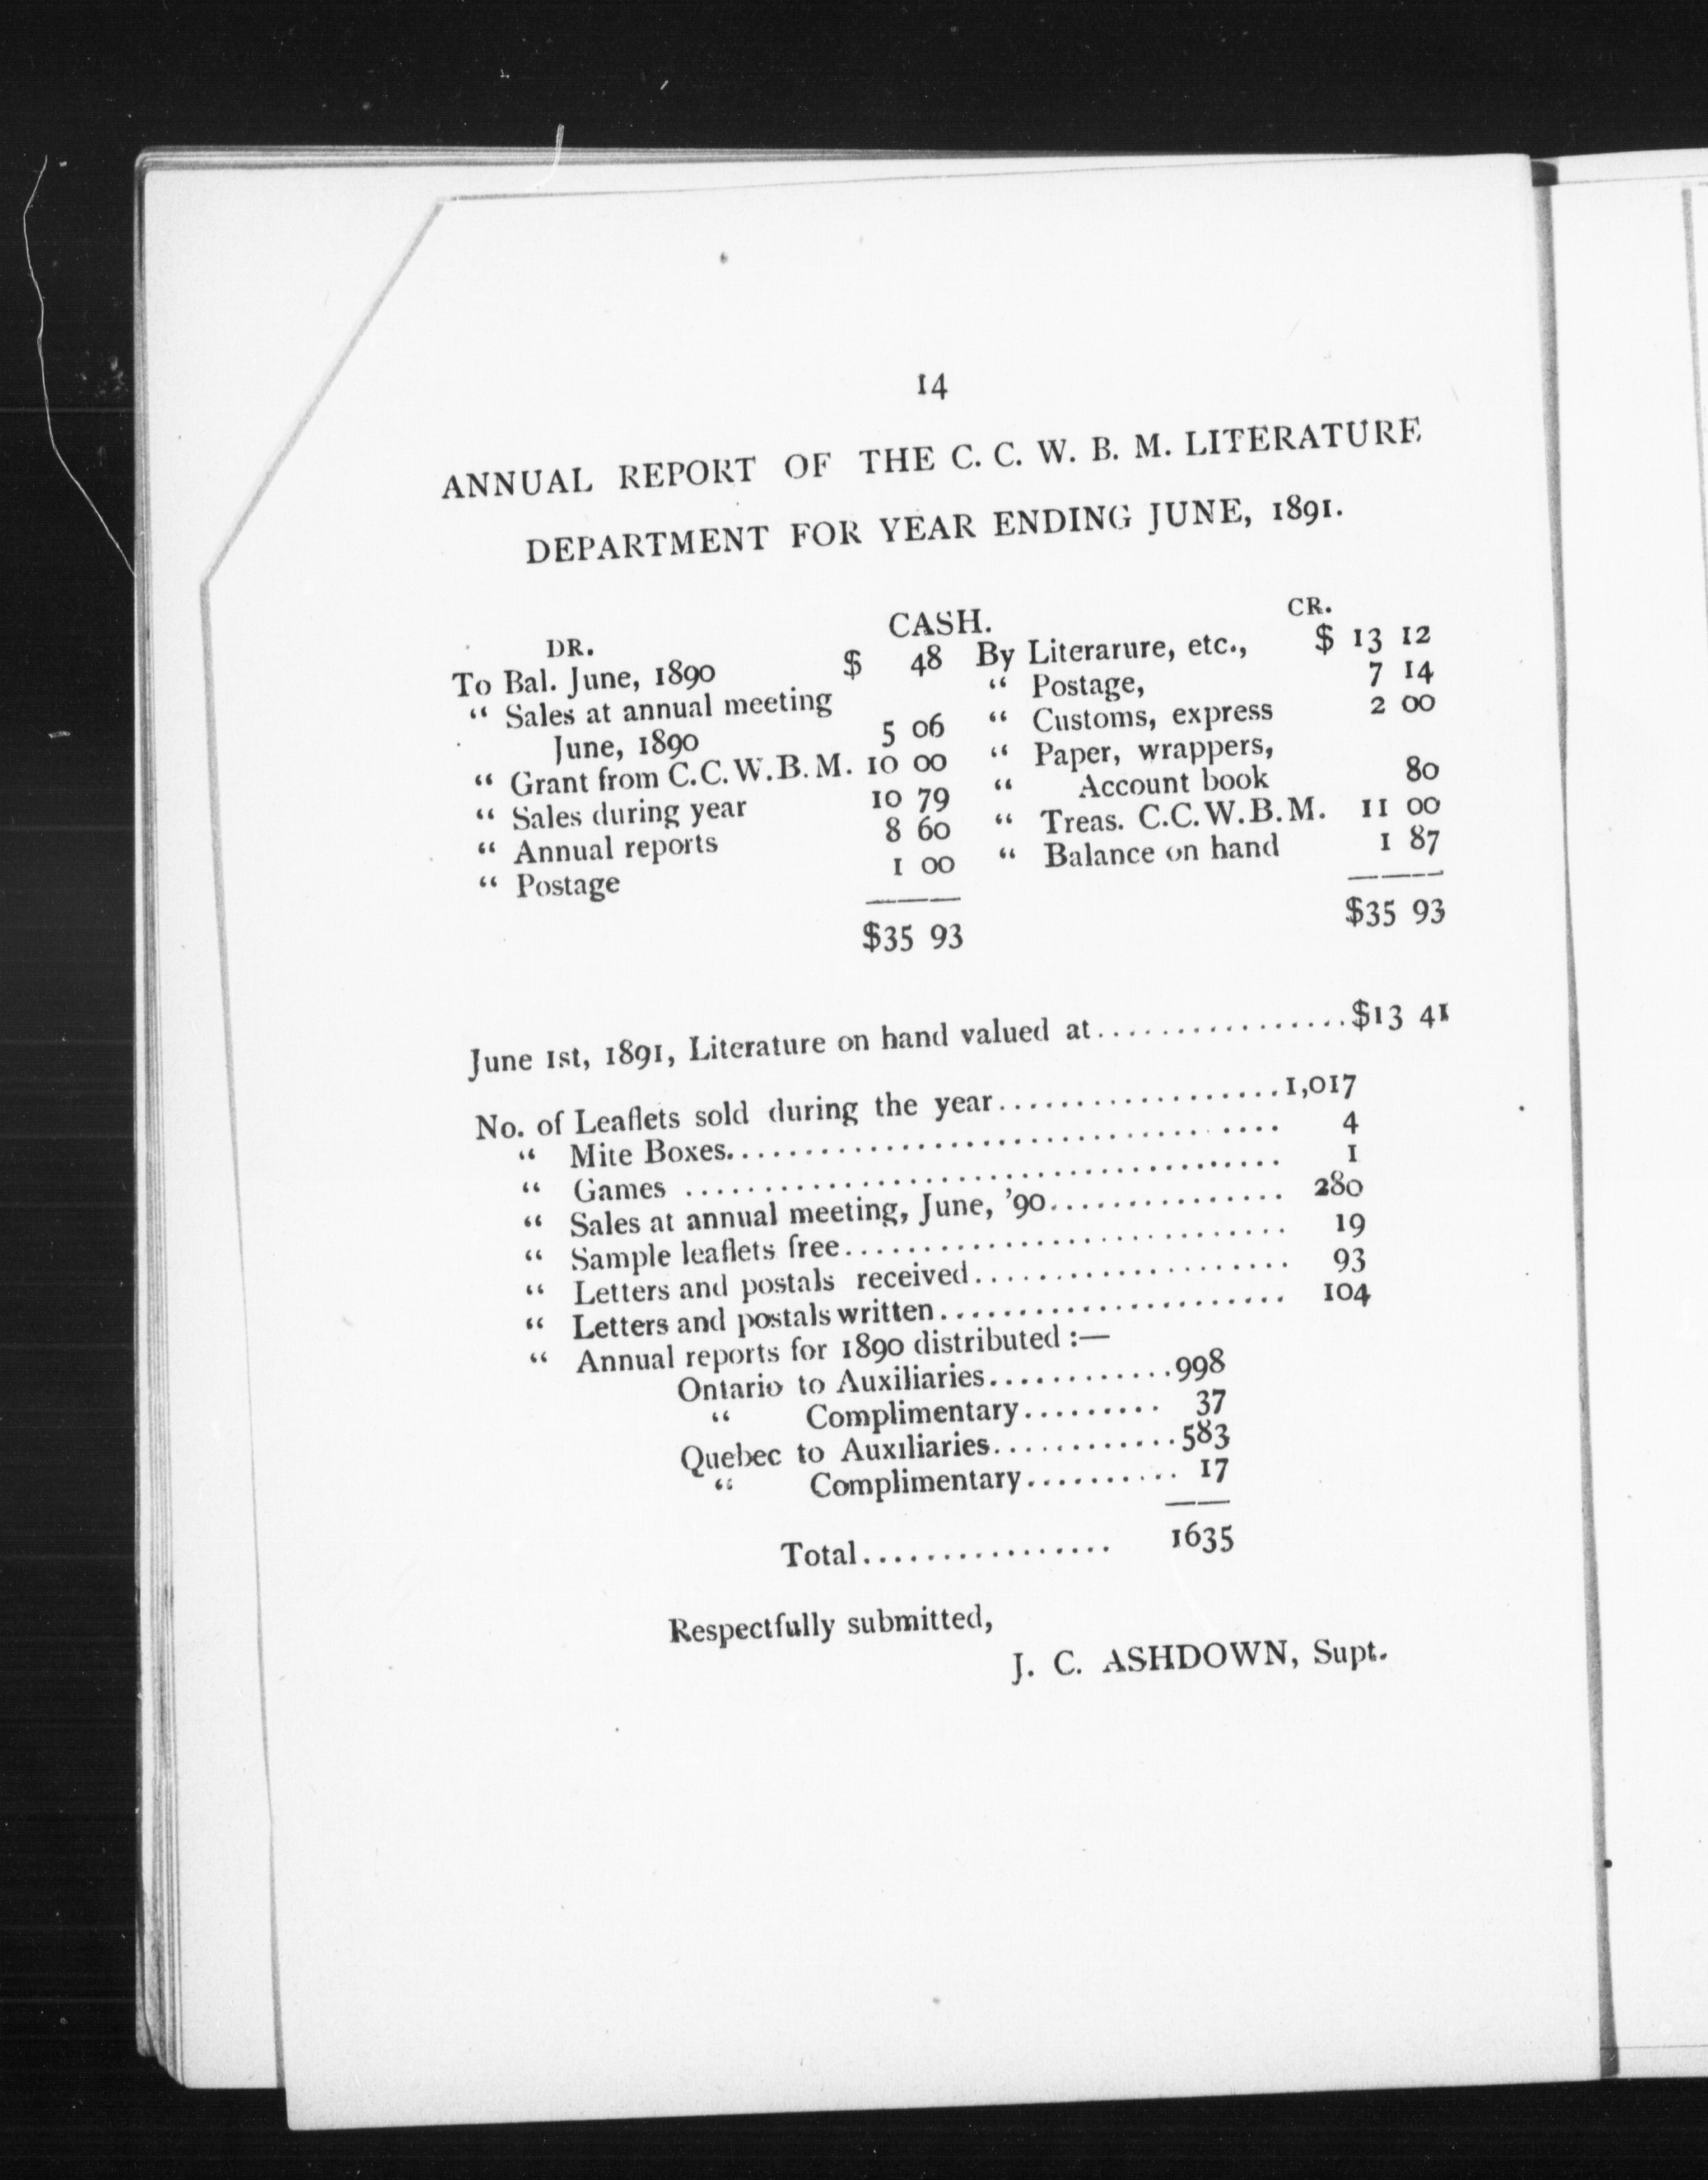 14
ANNUAL REPORT OF THE C. C. W. B. M. LITERATURE
DEPARTMENT FOR YEAR ENDING JUNE, 1891.
CASH.
DR.
To Bal. June, 1890 $ 48
“ Sales at annual meeting
June, 1890 5 06
“ Grant from C.C.W.B.M. 10 00
“ Sales during year 10 79
“ Annual reports 8 60
“ Postage 1 00
$35 93
CR.
By Literarure, etc., $ 13 12
“ Postage, 7 14
“ Customs, express 2 00
“ Paper, wrappers,
“ Account book 80
“ Treas. C.C.W.B.M. 11 00
“ Balance on hand 1 87
$35 93
June 1st, 1891, Literature on hand valued at................$13 41
No. of Leaflets sold during the year..................1,017
“ Mite Boxes................................... 4
“ Games ...................................... 1
“ Sales at annual meeting, June, ’90............... 280
“ Sample leaflets free............................ 19
“ Letters and postals received.................... 93
“ Letters and postals written...................... 104
“ Annual reports for 1890 distributed :—
Ontario to Auxiliaries............998
“ Complimentary......... 37
Quebec to Auxiliaries............583
“ Complimentary.......... 17
Total................ 1635
Respectfully submitted,
J. C. ASHDOWN, Supt.